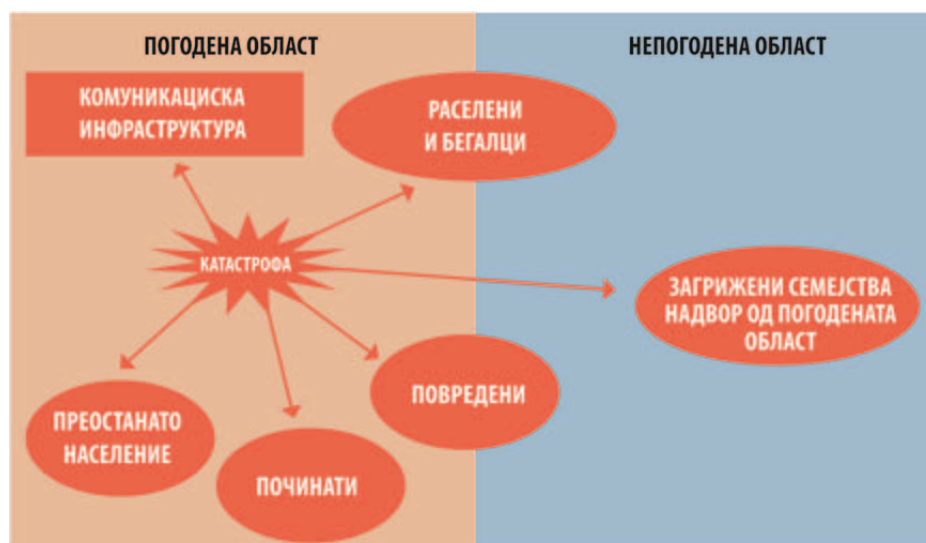 ПОГОДЕНА ОБЛАСТ
НЕПОГОДЕНА ОБЛАСТ
КОМУНИКАЦИСКА
ИНФРАСТРУКТУРА
РАСЕЛЕНИ
И БЕГАЛЦИ
КАТАСТРОФА
ЗАГРИЖЕНИ СЕМЕЈСТВА
НАДВОР ОД ПОГОДЕНАТА
ОБЛАСТ
ПОВРЕДЕНИ
ПРЕОСТАНАТО
НАСЕЛЕНИЕ
ПОЧИНАТИ